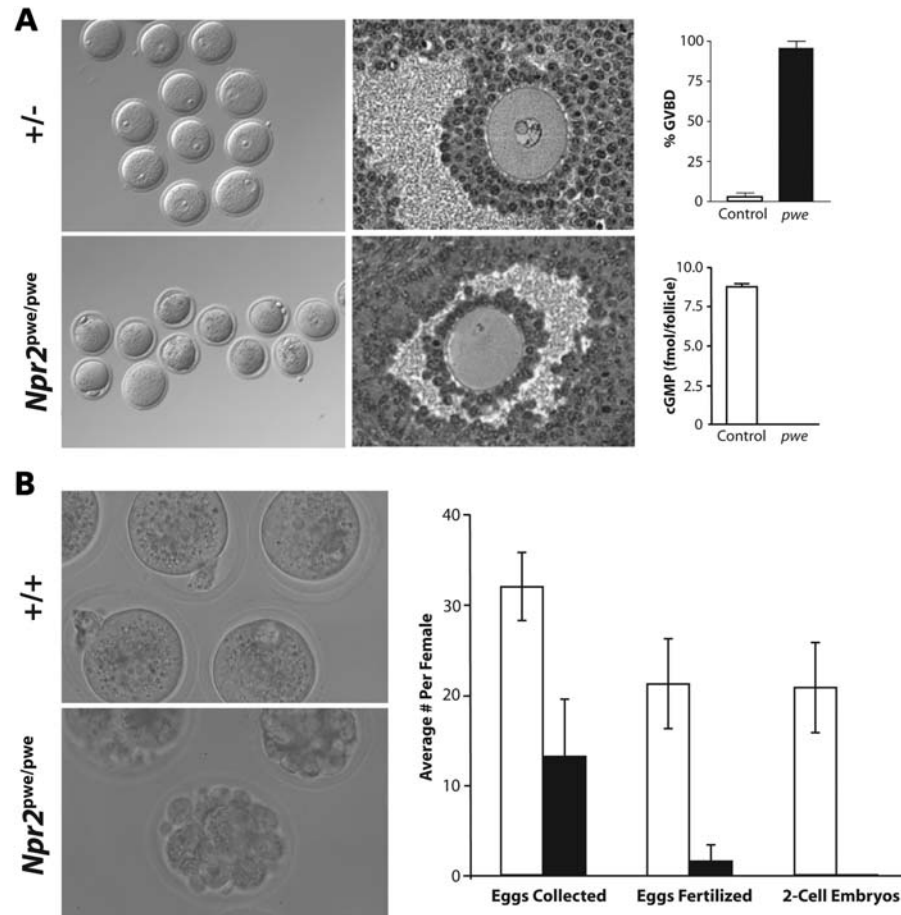 A
+/-
Npr2pwe/pwe
% GVBD
100
75
50
25
0
Control pwe
cGMP (fmol/follicle)
10.0
7.5
5.0
2.5
0
Control pwe
B
+/+
Npr2pwe/pwe
Average # Per Female
40
30
20
10
0
Eggs Collected Eggs Fertilized 2-Cell Embryos